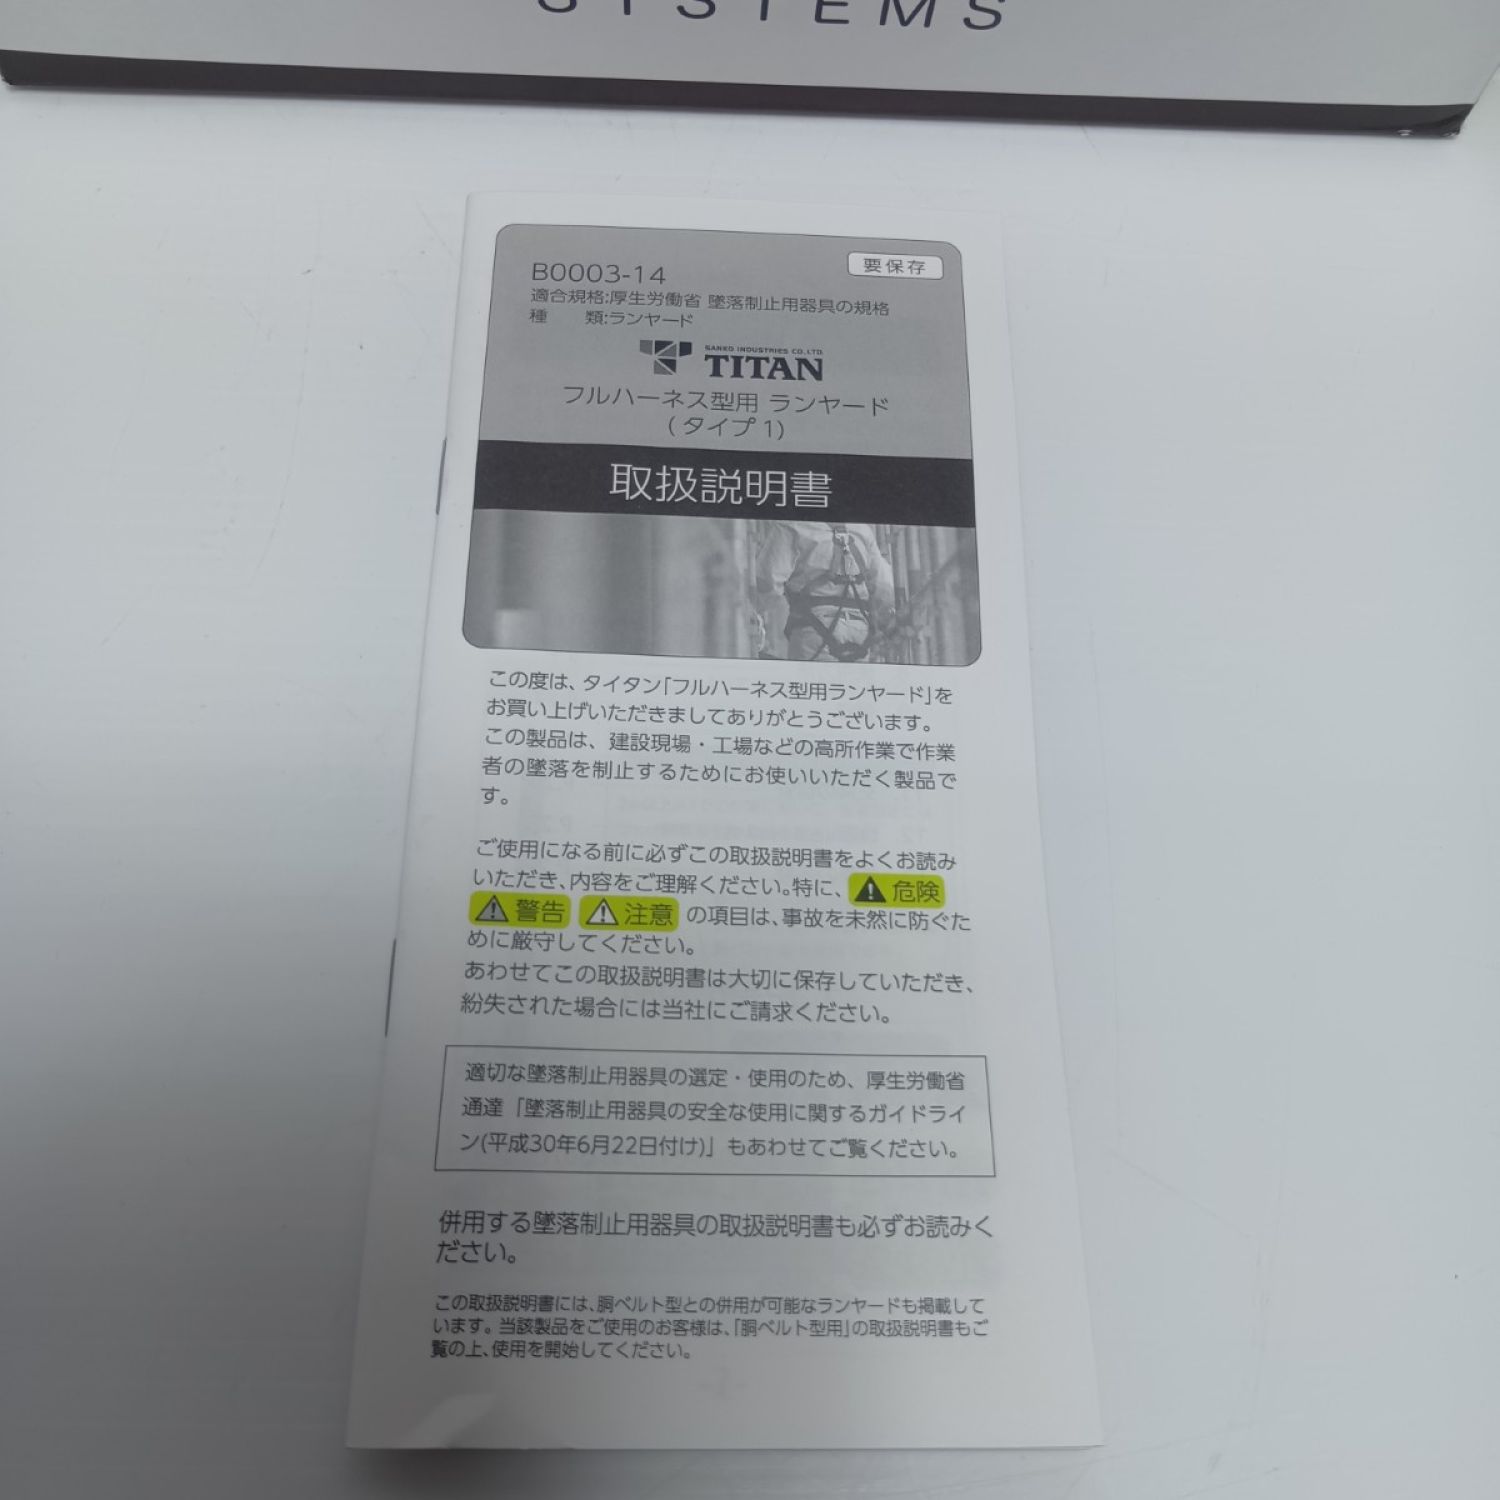 SYSTEMS
B0003-14
要保存
適合規格:厚生労働省 墜落制止用器具の規格
種 類:ランヤード
SANKO INDUSTRIES CO.,LTD.
TITAN
フルハーネス型用 ランヤード
(タイプ1)
取扱説明書
この度は、タイタン「フルハーネス型用ランヤード」を
お買い上げいただきましてありがとうございます。
この製品は、建設現場・工場などの高所作業で作業
者の墜落を制止するためにお使いいただく製品で
す。
ご使用になる前に必ずこの取扱説明書をよくお読み
いただき、内容をご理解ください。特に、危険
警告 注意 の項目は、事故を未然に防ぐた
めに厳守してください。
あわせてこの取扱説明書は大切に保存していただき、
紛失された場合には当社にご請求ください。
適切な墜落制止用器具の選定・使用のため、厚生労働省
通達「墜落制止用器具の安全な使用に関するガイドライ
ン(平成30年6月22日付け)」もあわせてご覧ください。
併用する墜落制止用器具の取扱説明書も必ずお読みく
ださい。
この取扱説明書には、胴ベルト型との併用が可能なランヤードも掲載して
います。当該製品をご使用のお客様は、「胴ベルト型用」の取扱説明書もご
覧の上、使用を開始してください。